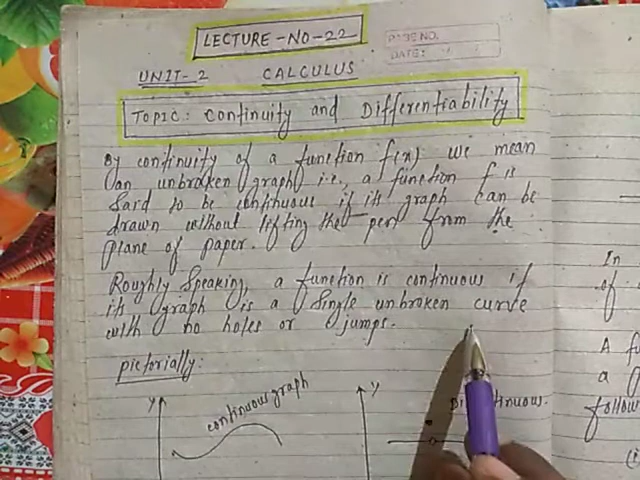 LECTURE-NO-22
PAGE NO.
DATE:
UNIT-2 CALCULUS
TOPIC: Continuity and Differentiability
By continuity of a function f(x) we mean
an unbroken graph i.e., a function f is
said to be continuous if its graph can be
drawn without lifting the pen from the
plane of paper.
Roughly Speaking, a function is continuous if
its graph is a single unbroken curve
with no holes or jumps.
Pictorially:
y continuous graph y
In
of
A fu
a p
follow
(i